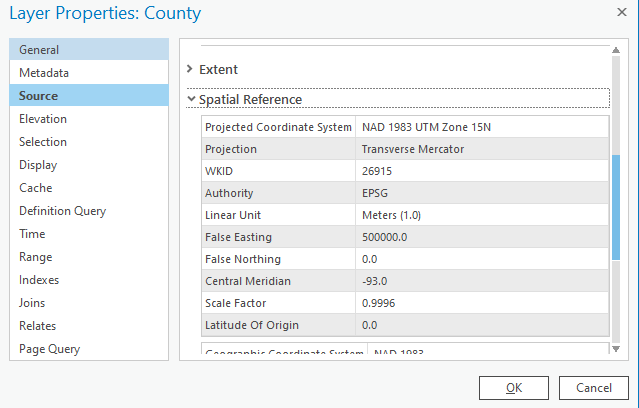 Layer Properties: County
General
Metadata
Source
Elevation
Selection
Display
Cache
Definition Query
Time
Range
Indexes
Joins
Relates
Page Query
Extent
Spatial Reference
Projected Coordinate System NAD 1983 UTM Zone 15N
Projection Transverse Mercator
WKID 26915
Authority EPSG
Linear Unit Meters (1.0)
False Easting 500000.0
False Northing 0.0
Central Meridian -93.0
Scale Factor 0.9996
Latitude Of Origin 0.0
Geographic Coordinate System NAD 1983
OK Cancel